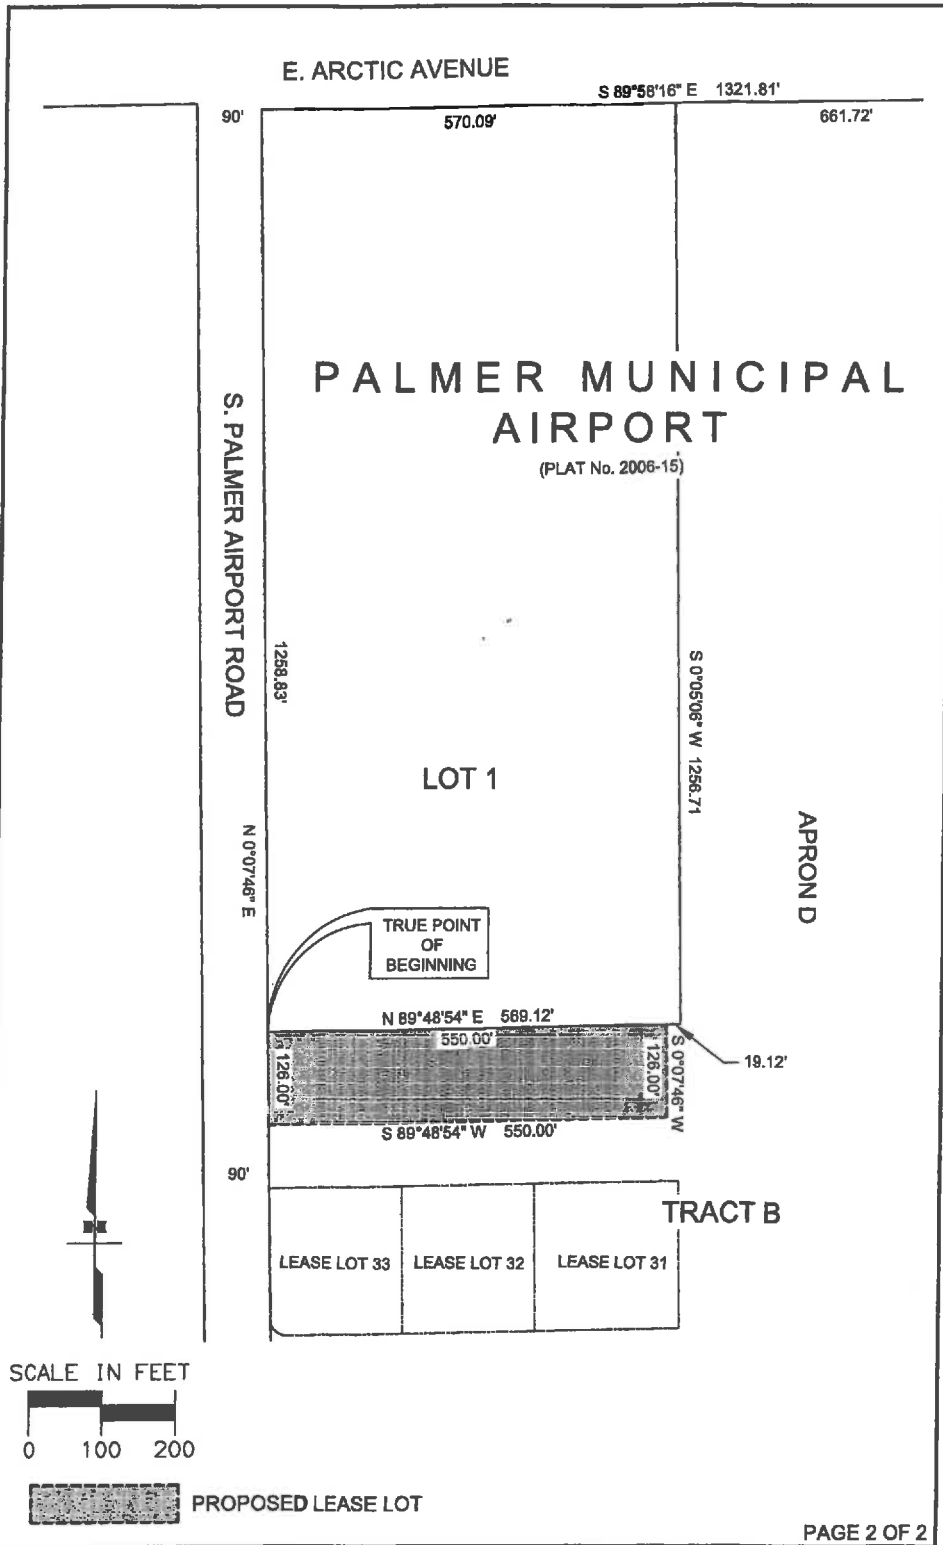 E. ARCTIC AVENUE
S 89°58'16" E 1321.81'
90'
570.09'
661.72'
PALMER MUNICIPAL
AIRPORT
(PLAT No. 2006-15)
S. PALMER AIRPORT ROAD
1258.83'
S 0°05'06" W 1256.71
LOT 1
N 0°07'46" E
APRON D
TRUE POINT
OF
BEGINNING
N 89°48'54" E 569.12'
550.00'
126.00'
126.00'
S 0°07'46" W
19.12'
S 89°48'54" W 550.00'
90'
TRACT B
LEASE LOT 33
LEASE LOT 32
LEASE LOT 31
SCALE IN FEET
0 100 200
PROPOSED LEASE LOT
PAGE 2 OF 2